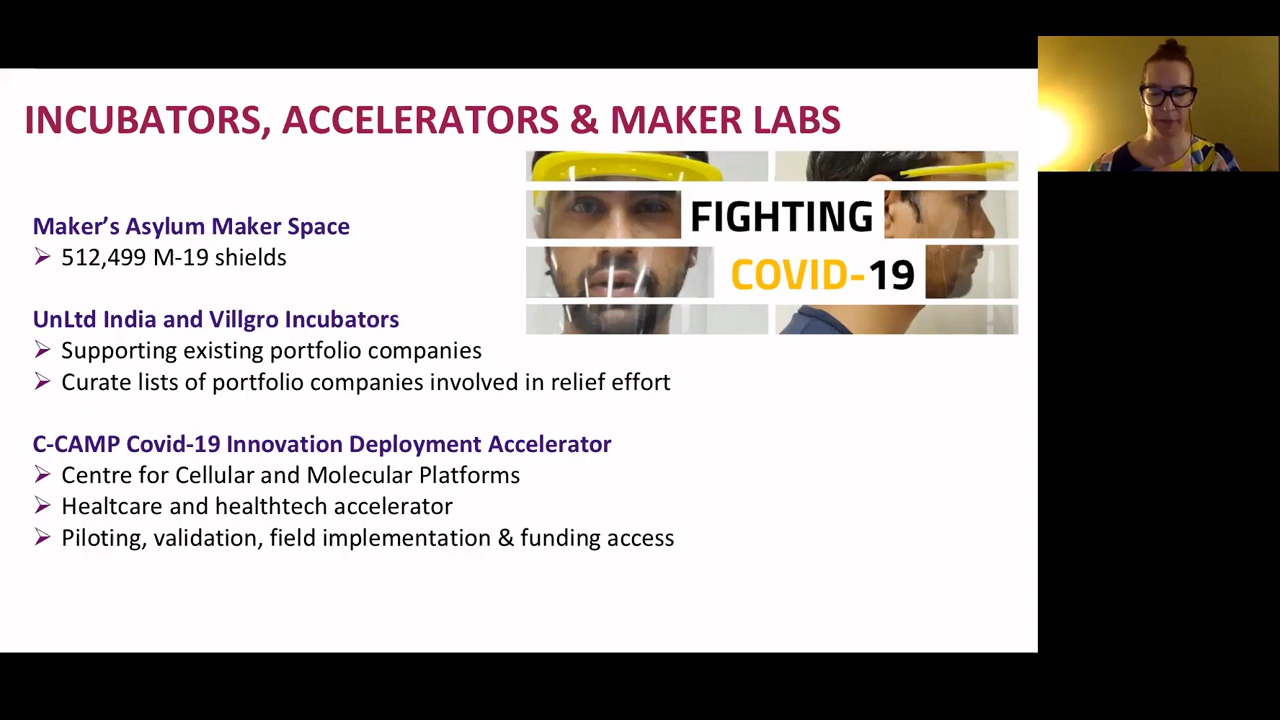 INCUBATORS, ACCELERATORS & MAKER LABS
FIGHTING
COVID-19
Maker’s Asylum Maker Space
➢ 512,499 M-19 shields
UnLtd India and Villgro Incubators
➢ Supporting existing portfolio companies
➢ Curate lists of portfolio companies involved in relief effort
C-CAMP Covid-19 Innovation Deployment Accelerator
➢ Centre for Cellular and Molecular Platforms
➢ Healtcare and healthtech accelerator
➢ Piloting, validation, field implementation & funding access